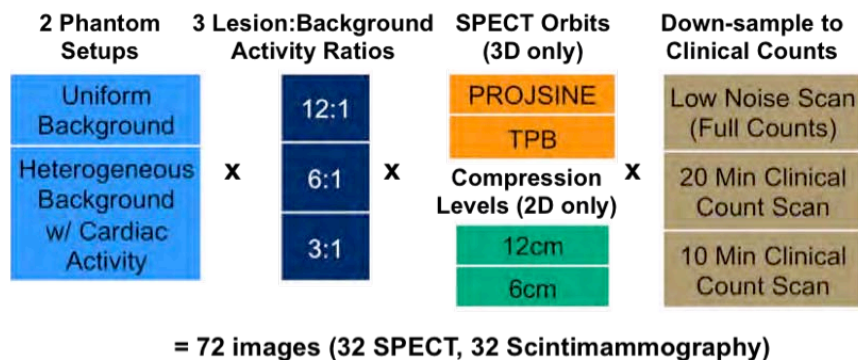 2 Phantom
Setups
3 Lesion:Background
Activity Ratios
SPECT Orbits
(3D only)
Down-sample to
Clinical Counts
Uniform
Background
Heterogeneous
Background
w/ Cardiac
Activity
x
12:1
6:1
3:1
x
PROJSINE
TPB
Compression
Levels (2D only)
12cm
6cm
x
Low Noise Scan
(Full Counts)
20 Min Clinical
Count Scan
10 Min Clinical
Count Scan
= 72 images (32 SPECT, 32 Scintimammography)